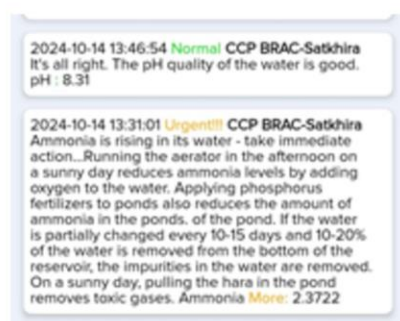 2024-10-14 13:46:54 Normal CCP BRAC-Satkhira
It's all right. The pH quality of the water is good.
pH : 8.31
2024-10-14 13:31:01 Urgent!!! CCP BRAC-Satkhira
Ammonia is rising in its water - take immediate
action...Running the aerator in the afternoon on
a sunny day reduces ammonia levels by adding
oxygen to the water. Applying phosphorus
fertilizers to ponds also reduces the amount of
ammonia in the ponds. of the pond. If the water
is partially changed every 10-15 days and 10-20%
of the water is removed from the bottom of the
reservoir, the impurities in the water are removed.
On a sunny day, pulling the hara in the pond
removes toxic gases. Ammonia More: 2.3722